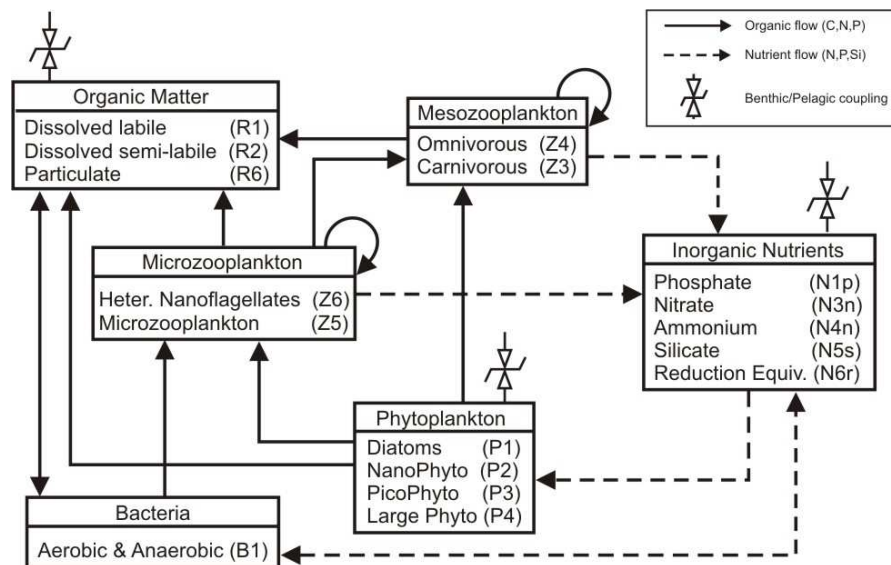 Organic flow (C,N,P)
Nutrient flow (N,P,Si)
Benthic/Pelagic coupling
Organic Matter
Dissolved labile (R1)
Dissolved semi-labile (R2)
Particulate (R6)
Mesozooplankton
Omnivorous (Z4)
Carnivorous (Z3)
Microzooplankton
Heter. Nanoflagellates (Z6)
Microzooplankton (Z5)
Inorganic Nutrients
Phosphate (N1p)
Nitrate (N3n)
Ammonium (N4n)
Silicate (N5s)
Reduction Equiv. (N6r)
Phytoplankton
Diatoms (P1)
NanoPhyto (P2)
PicoPhyto (P3)
Large Phyto (P4)
Bacteria
Aerobic & Anaerobic (B1)